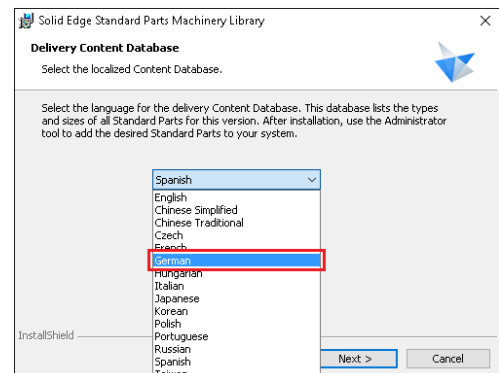 Solid Edge Standard Parts Machinery Library
Delivery Content Database
Select the localized Content Database.
Select the language for the delivery Content Database. This database lists the types
and sizes of all Standard Parts for this version. After installation, use the Administrator
tool to add the desired Standard Parts to your system.
Spanish
English
Chinese Simplified
Chinese Traditional
Czech
French
German
Hungarian
Italian
Japanese
Korean
Polish
Portuguese
Russian
Spanish
InstallShield
Next >
Cancel